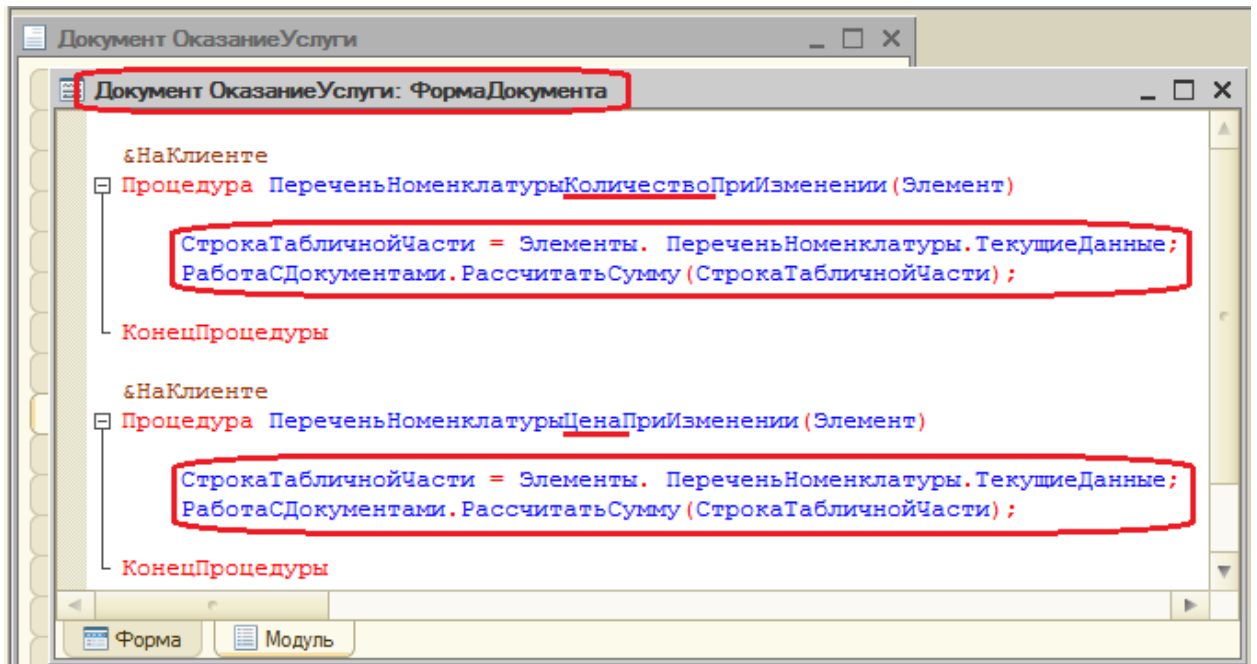 Документ ОказаниеУслуги
Документ ОказаниеУслуги: ФормаДокумента
&НаКлиенте
Процедура ПереченьНоменклатурыКоличествоПриИзменении(Элемент)
СтрокаТабличнойЧасти = Элементы. ПереченьНоменклатуры.ТекущиеДанные;
РаботаСДокументами.РассчитатьСумму(СтрокаТабличнойЧасти);
КонецПроцедуры
&НаКлиенте
Процедура ПереченьНоменклатурыЦенаПриИзменении(Элемент)
СтрокаТабличнойЧасти = Элементы. ПереченьНоменклатуры.ТекущиеДанные;
РаботаСДокументами.РассчитатьСумму(СтрокаТабличнойЧасти);
КонецПроцедуры
Форма Модуль